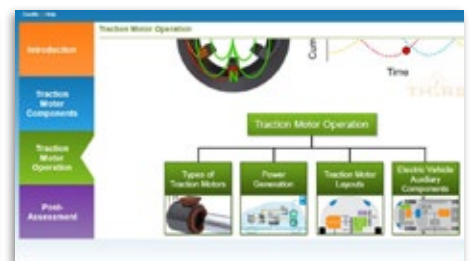 Traction Motor Operation
Introduction
Traction
Motor
Components
Traction
Motor
Operation
Post-
Assessment
N
Time
Traction Motor Operation
Types of
Traction Motors
Power
Generation
Traction Motor
Layouts
Electric Vehicle
Auxiliary
Components